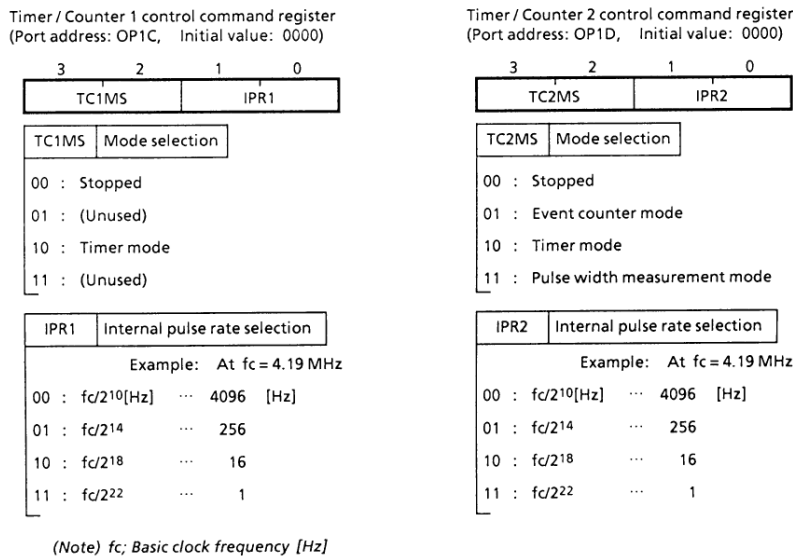 Timer / Counter 1 control command register
(Port address: OP1C, Initial value: 0000)
3 2 1 0
TC1MS IPR1
TC1MS Mode selection
00 : Stopped
01 : (Unused)
10 : Timer mode
11 : (Unused)
IPR1 Internal pulse rate selection
Example: At fc = 4.19 MHz
00 : fc/2¹⁰[Hz] ··· 4096 [Hz]
01 : fc/2¹⁴ ··· 256
10 : fc/2¹⁸ ··· 16
11 : fc/2²² ··· 1
(Note) fc; Basic clock frequency [Hz]
Timer / Counter 2 control command register
(Port address: OP1D, Initial value: 0000)
3 2 1 0
TC2MS IPR2
TC2MS Mode selection
00 : Stopped
01 : Event counter mode
10 : Timer mode
11 : Pulse width measurement mode
IPR2 Internal pulse rate selection
Example: At fc = 4.19 MHz
00 : fc/2¹⁰[Hz] ··· 4096 [Hz]
01 : fc/2¹⁴ ··· 256
10 : fc/2¹⁸ ··· 16
11 : fc/2²² ··· 1